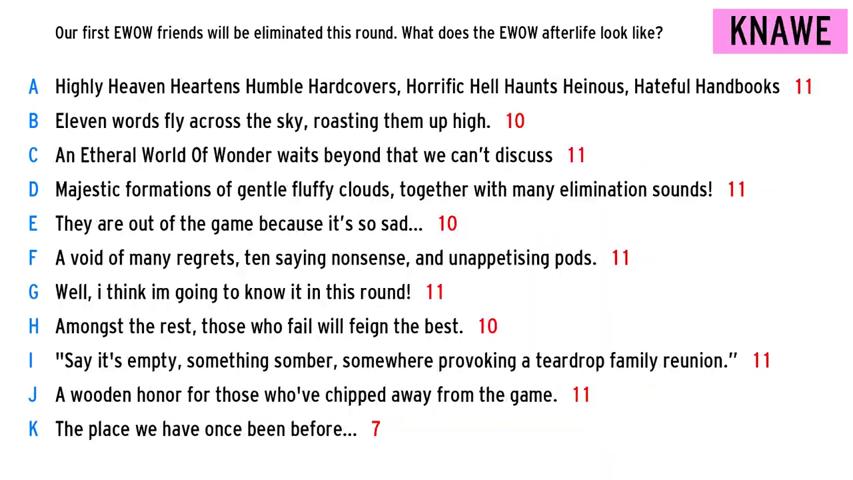 Our first EWOW friends will be eliminated this round. What does the EWOW afterlife look like?
KNAWE
A Highly Heaven Heartens Humble Hardcovers, Horrific Hell Haunts Heinous, Hateful Handbooks 11
B Eleven words fly across the sky, roasting them up high. 10
C An Etheral World Of Wonder waits beyond that we can't discuss 11
D Majestic formations of gentle fluffy clouds, together with many elimination sounds! 11
E They are out of the game because it's so sad... 10
F A void of many regrets, ten saying nonsense, and unappetising pods. 11
G Well, i think im going to know it in this round! 11
H Amongst the rest, those who fail will feign the best. 10
I "Say it's empty, something somber, somewhere provoking a teardrop family reunion.” 11
J A wooden honor for those who've chipped away from the game. 11
K The place we have once been before... 7